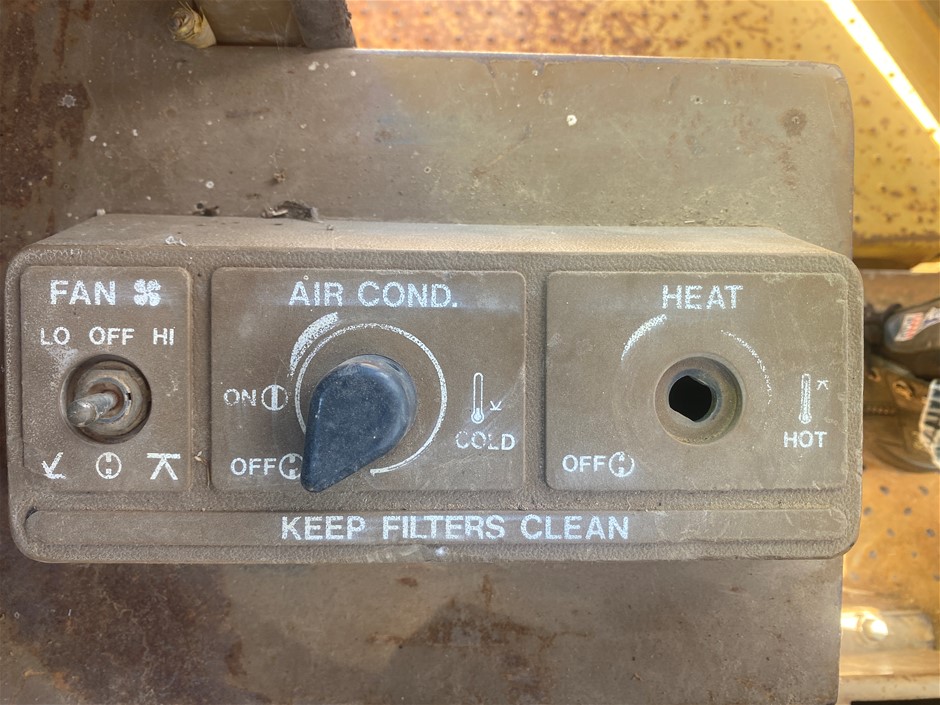 FAN
LO OFF HI
AIR COND.
ON
OFF
COLD
HEAT
OFF
HOT
KEEP FILTERS CLEAN